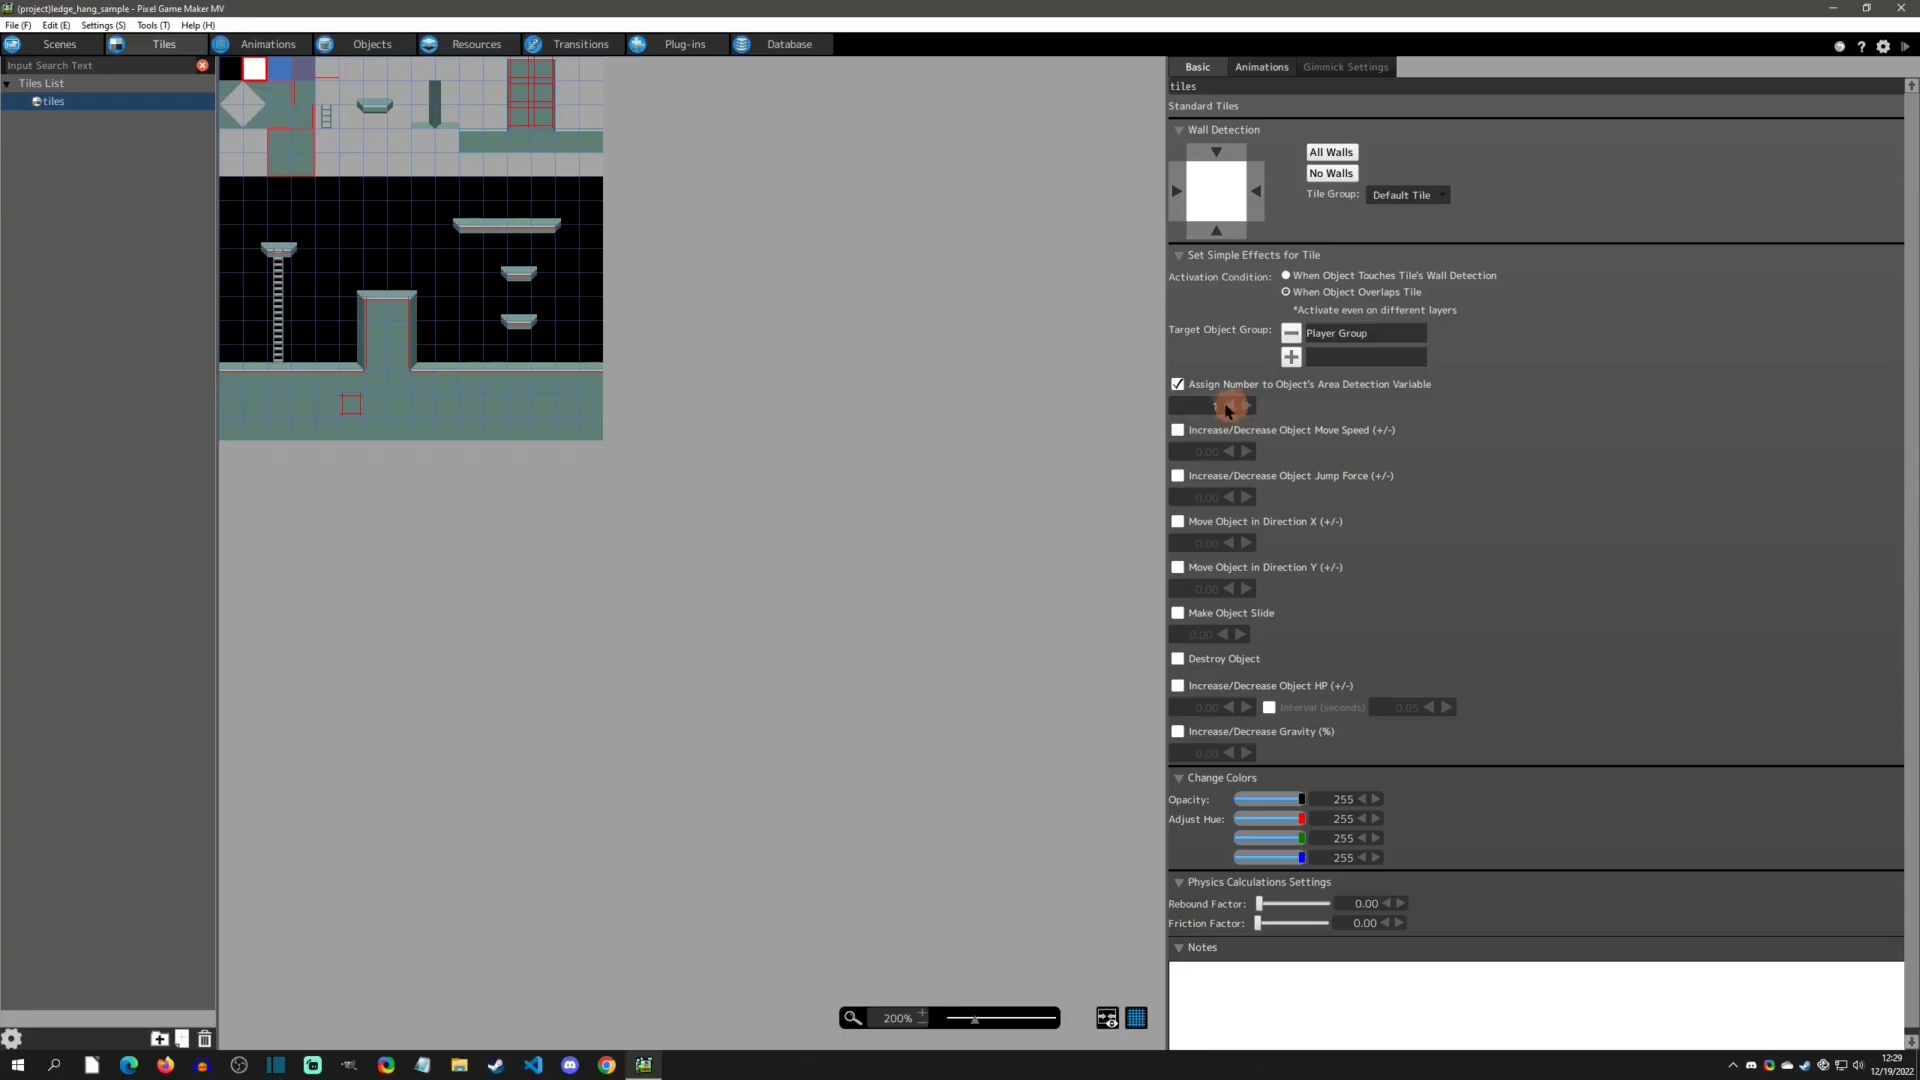 (project)ledge_hang_sample - Pixel Game Maker MV
File (F) Edit (E) Settings (S) Tools (T) Help (H)
Scenes Tiles Animations Objects Resources Transitions Plug-ins Database
Input Search Text
Tiles List
tiles
Basic Animations Gimmick Settings
tiles
Standard Tiles
Wall Detection
All Walls
No Walls
Tile Group: Default Tile
Set Simple Effects for Tile
Activation Condition: When Object Touches Tile's Wall Detection
When Object Overlaps Tile
*Activate even on different layers
Target Object Group: Player Group
Assign Number to Object's Area Detection Variable
Increase/Decrease Object Move Speed (+/-)
0.00
Increase/Decrease Object Jump Force (+/-)
0.00
Move Object in Direction X (+/-)
0.00
Move Object in Direction Y (+/-)
0.00
Make Object Slide
0.00
Destroy Object
Increase/Decrease Object HP (+/-)
0.00 Interval (seconds) 0.05
Increase/Decrease Gravity (%)
0.00
Change Colors
Opacity: 255
Adjust Hue: 255
255
255
Physics Calculations Settings
Rebound Factor: 0.00
Friction Factor: 0.00
Notes
200%
12:29
12/19/2022